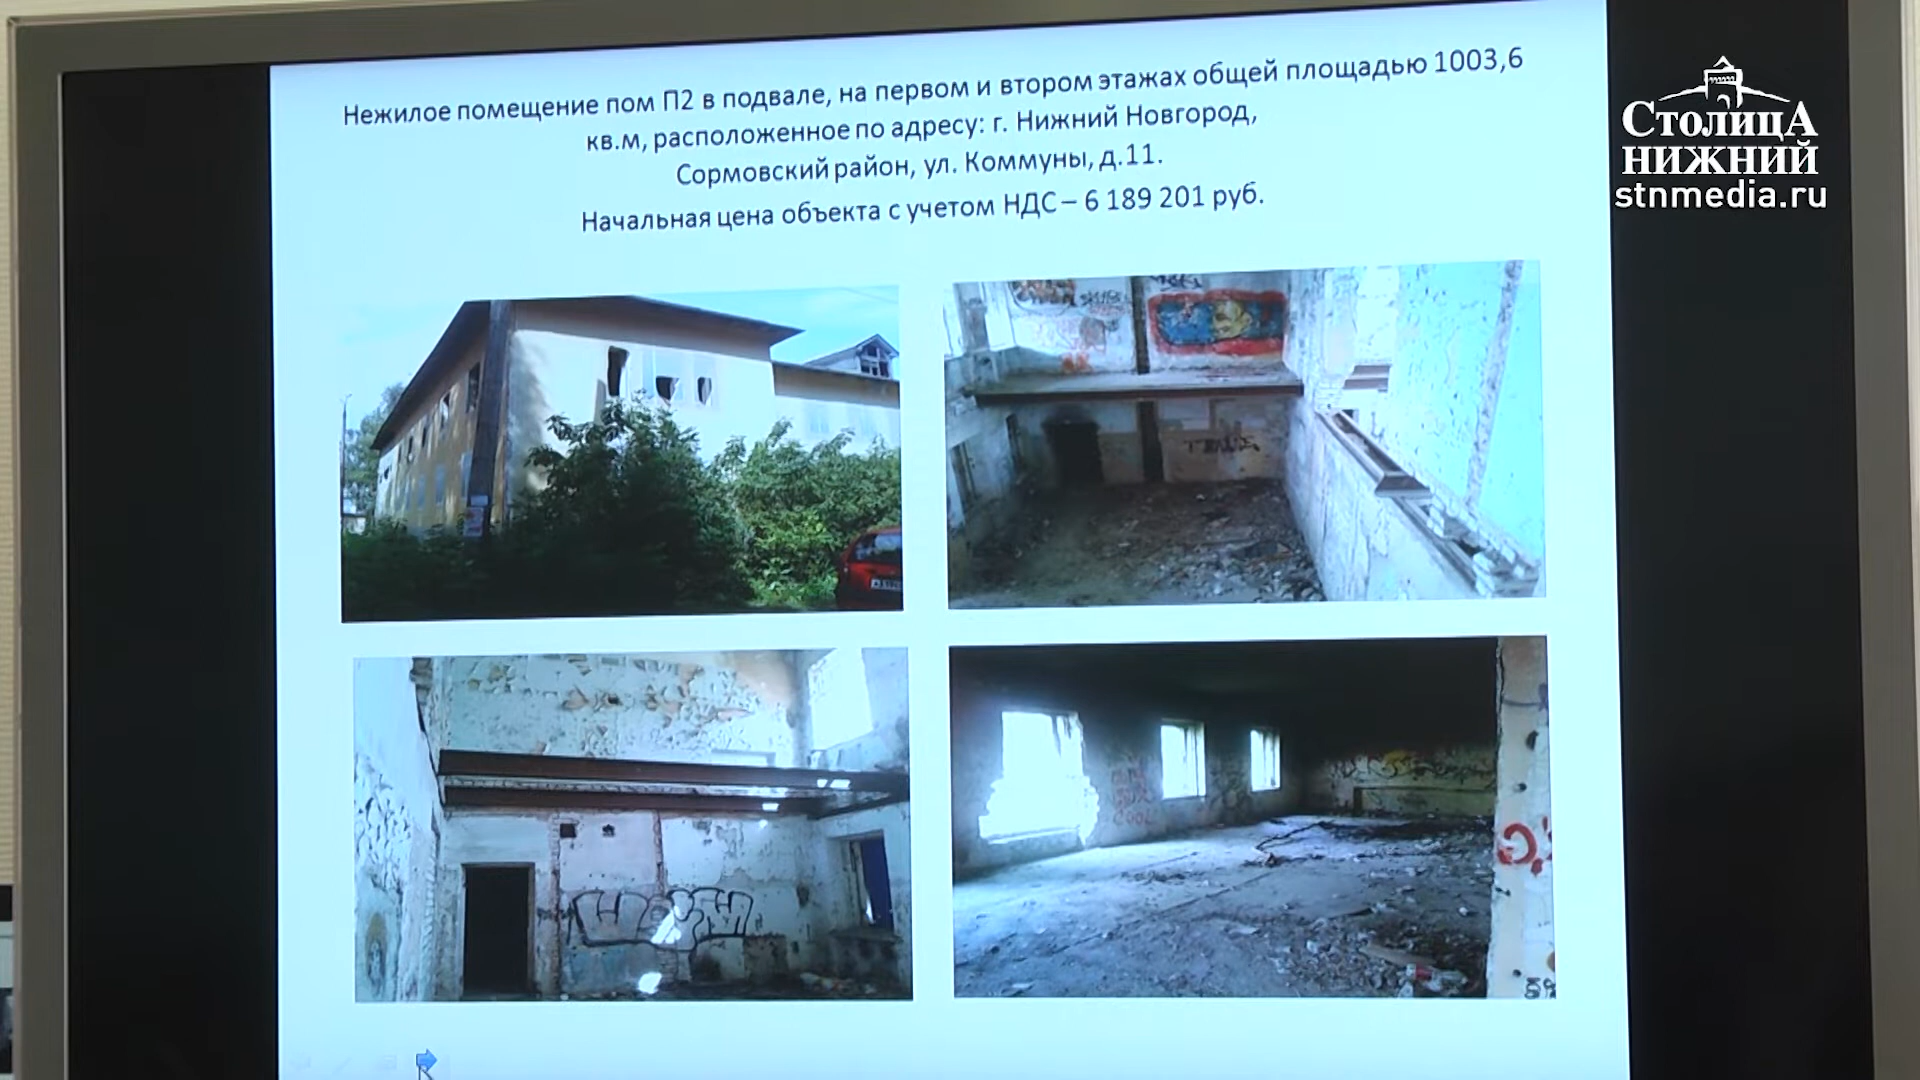 Нежилое помещение пом П2 в подвале, на первом и втором этажах общей площадью 1003,6
кв.м, расположенное по адресу: г. Нижний Новгород,
Сормовский район, ул. Коммуны, д.11.
Начальная цена объекта с учетом НДС – 6 189 201 руб.
СТОЛИЦА
НИЖНИЙ
stnmedia.ru